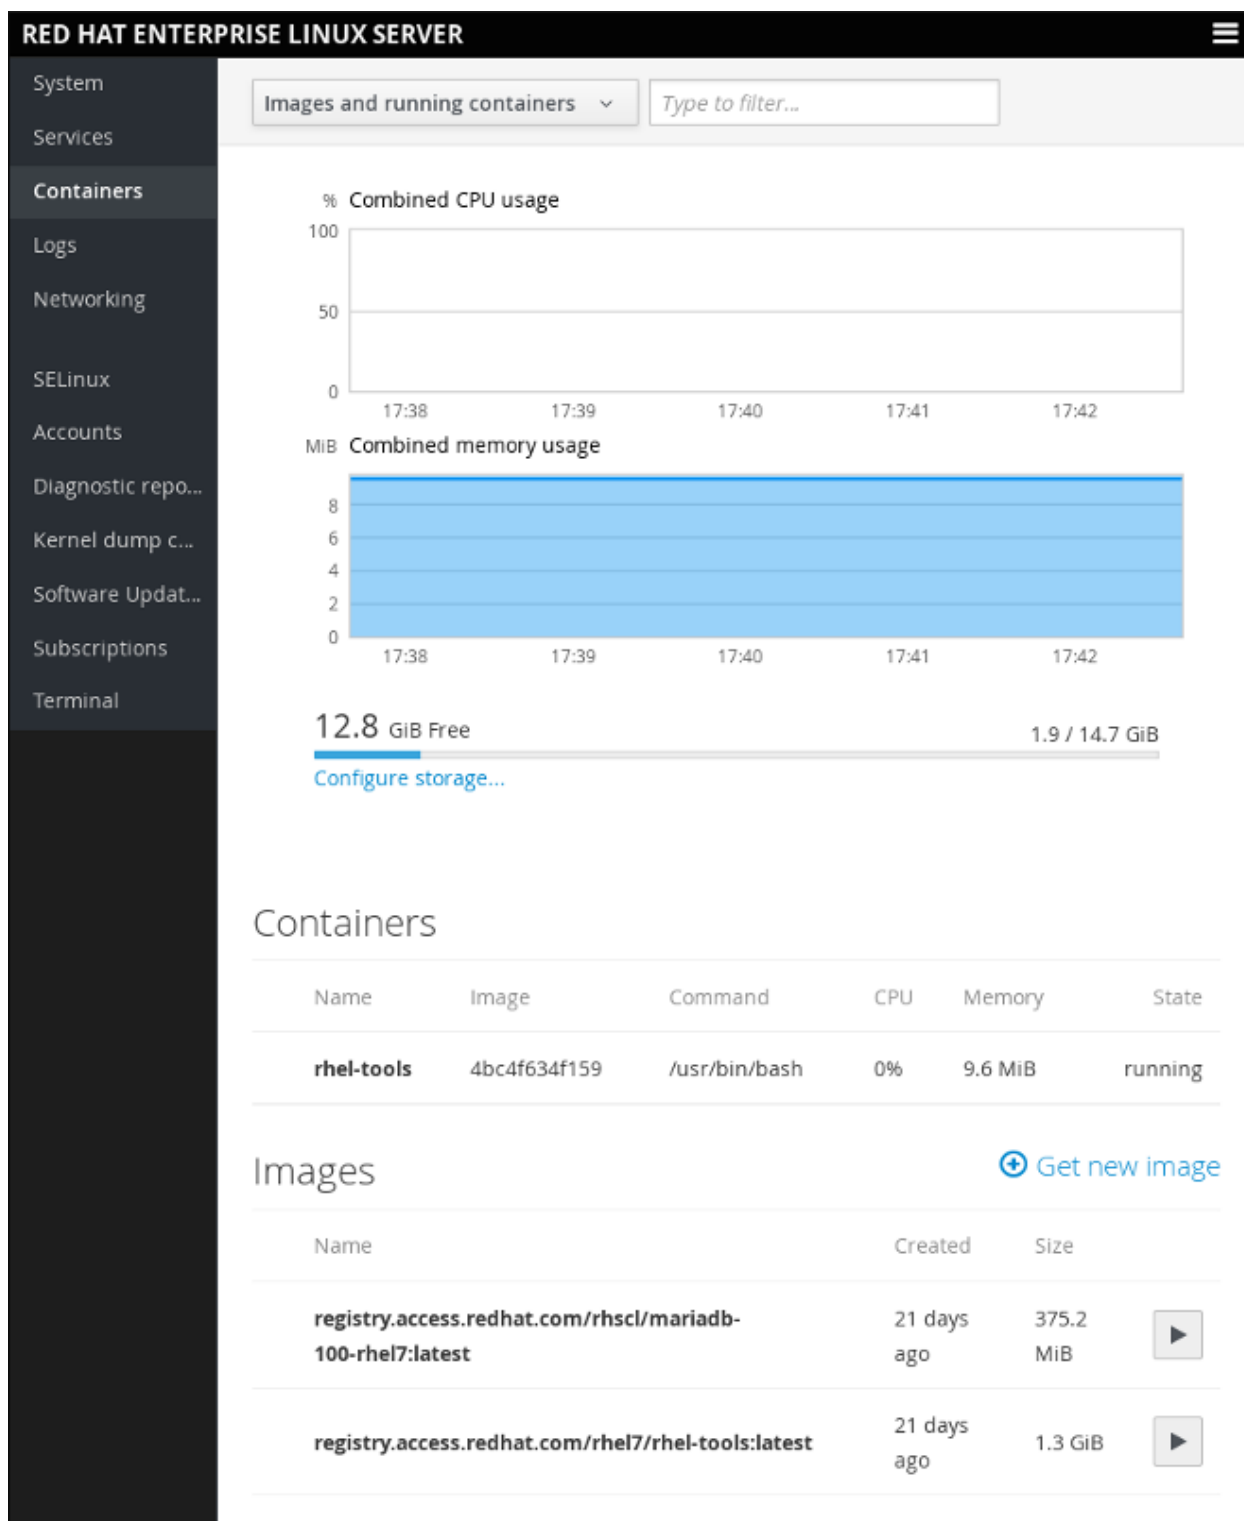 RED HAT ENTERPRISE LINUX SERVER
System
Services
Containers
Logs
Networking
SELinux
Accounts
Diagnostic repo...
Kernel dump c...
Software Updat...
Subscriptions
Terminal
Images and running containers
Type to filter...
% Combined CPU usage
100
50
0
17:38 17:39 17:40 17:41 17:42
MiB Combined memory usage
8
6
4
2
0
17:38 17:39 17:40 17:41 17:42
12.8 GiB Free 1.9 / 14.7 GiB
Configure storage...
Containers
Name Image Command CPU Memory State
rhel-tools 4bc4f634f159 /usr/bin/bash 0% 9.6 MiB running
Images Get new image
Name Created Size
registry.access.redhat.com/rhscl/mariadb- 21 days 375.2
100-rhel7:latest ago MiB
registry.access.redhat.com/rhel7/rhel-tools:latest 21 days 1.3 GiB
ago